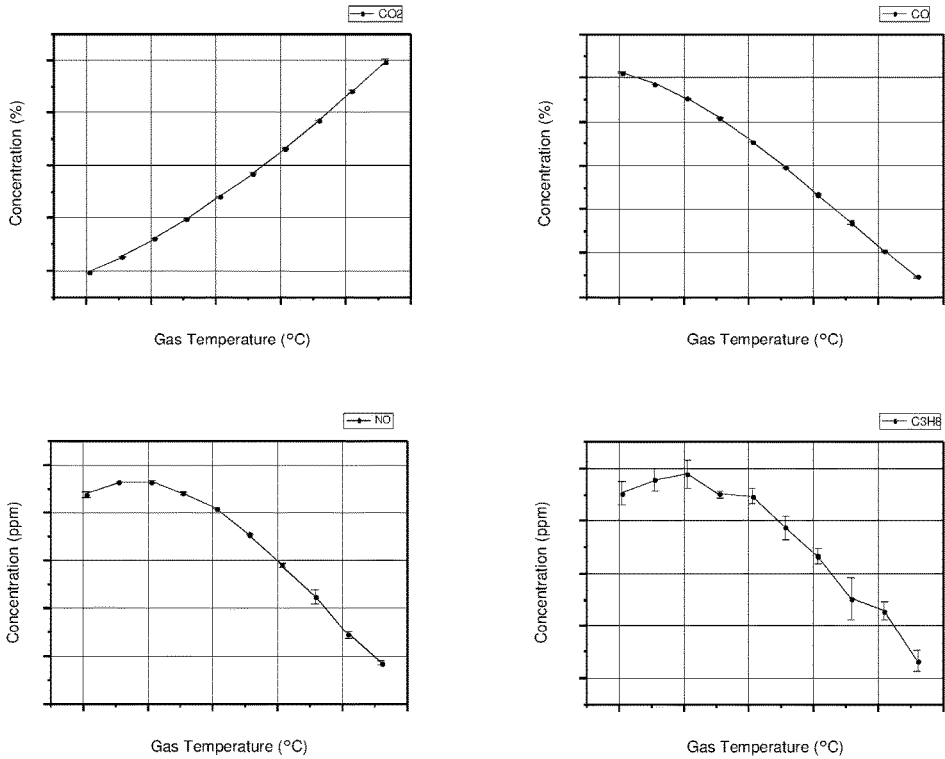 CO2
Concentration (%)
Gas Temperature (°C)
CO
Concentration (%)
Gas Temperature (°C)
NO
Concentration (ppm)
Gas Temperature (°C)
C3H8
Concentration (ppm)
Gas Temperature (°C)